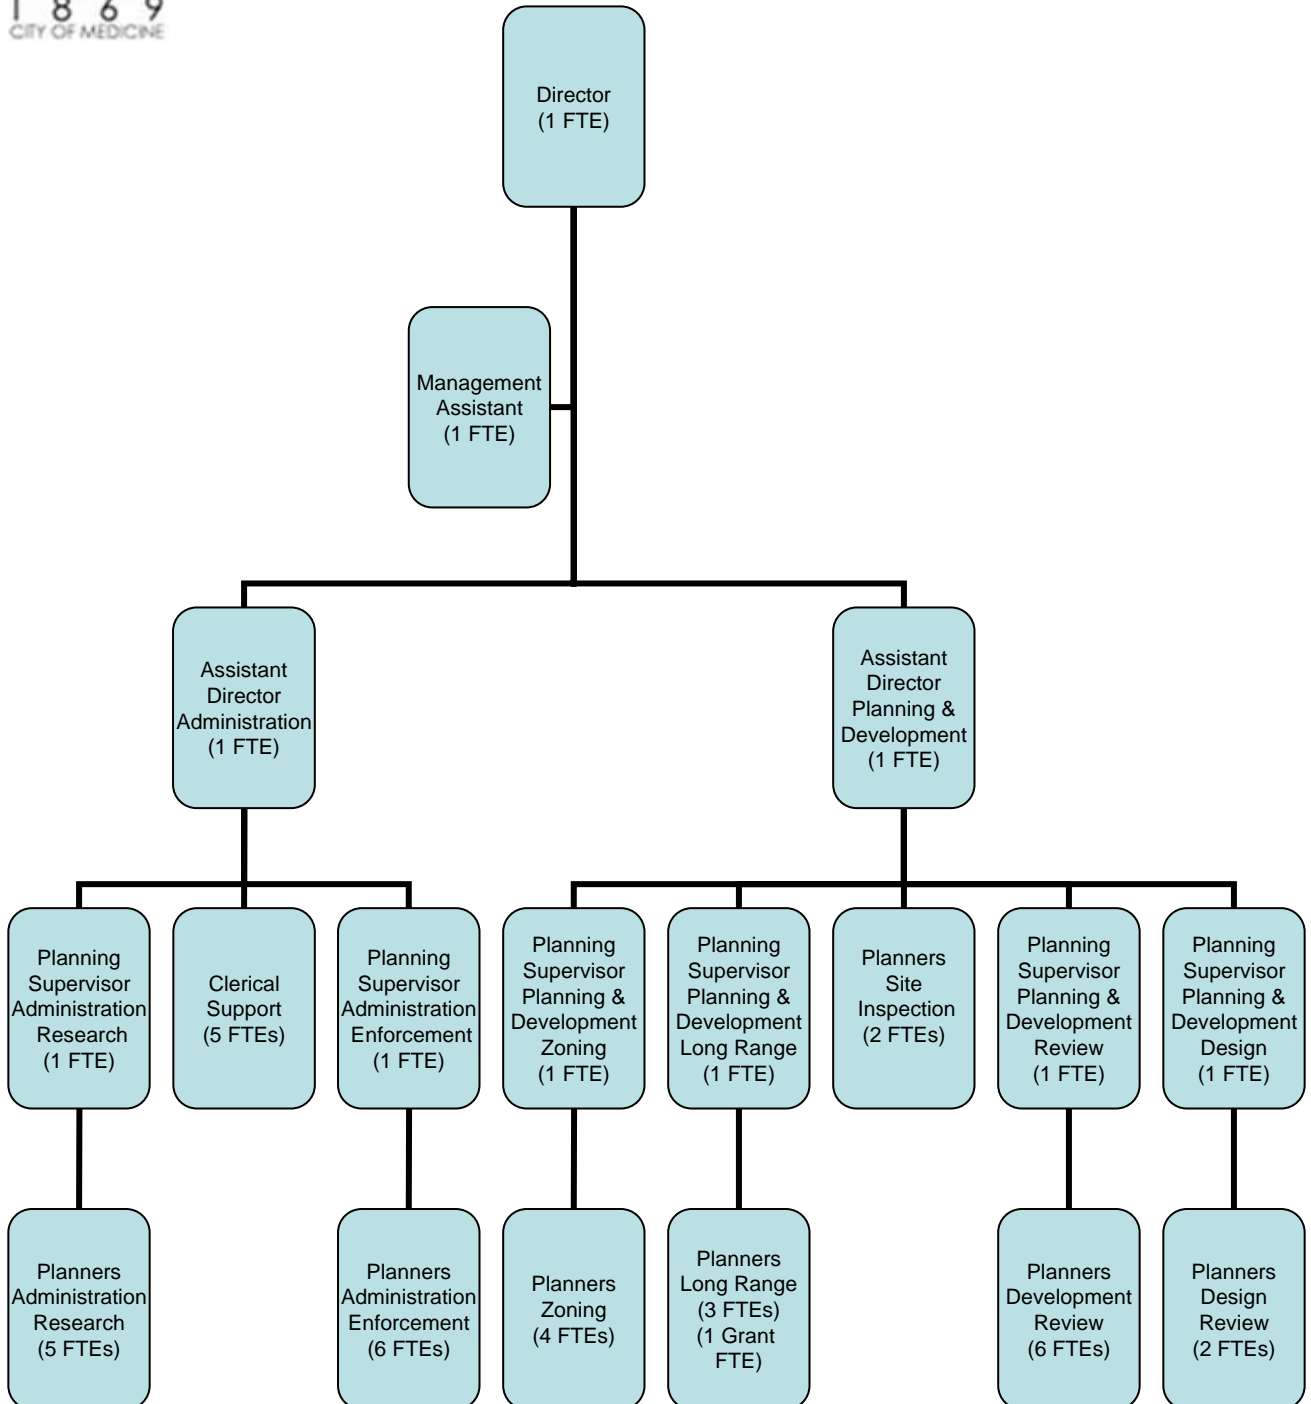 1 8 6 9
CITY OF MEDICINE
Director
(1 FTE)
Management
Assistant
(1 FTE)
Assistant
Director
Administration
(1 FTE)
Assistant
Director
Planning &
Development
(1 FTE)
Planning
Supervisor
Administration
Research
(1 FTE)
Clerical
Support
(5 FTEs)
Planning
Supervisor
Administration
Enforcement
(1 FTE)
Planning
Supervisor
Planning &
Development
Zoning
(1 FTE)
Planning
Supervisor
Planning &
Development
Long Range
(1 FTE)
Planners
Site
Inspection
(2 FTEs)
Planning
Supervisor
Planning &
Development
Review
(1 FTE)
Planning
Supervisor
Planning &
Development
Design
(1 FTE)
Planners
Administration
Research
(5 FTEs)
Planners
Administration
Enforcement
(6 FTEs)
Planners
Zoning
(4 FTEs)
Planners
Long Range
(3 FTEs)
(1 Grant
FTE)
Planners
Development
Review
(6 FTEs)
Planners
Design
Review
(2 FTEs)